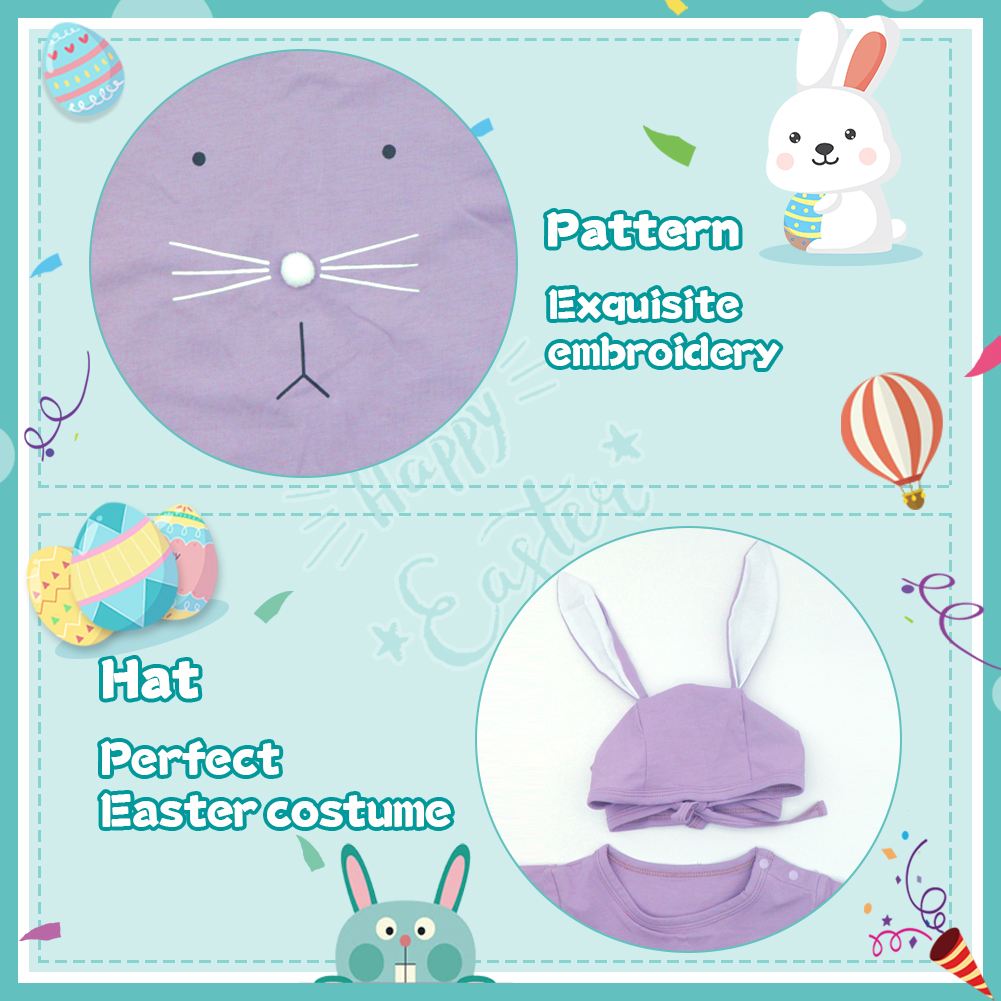 Pattern
Exquisite
embroidery
Happy
Easter
Hat
Perfect
Easter costume